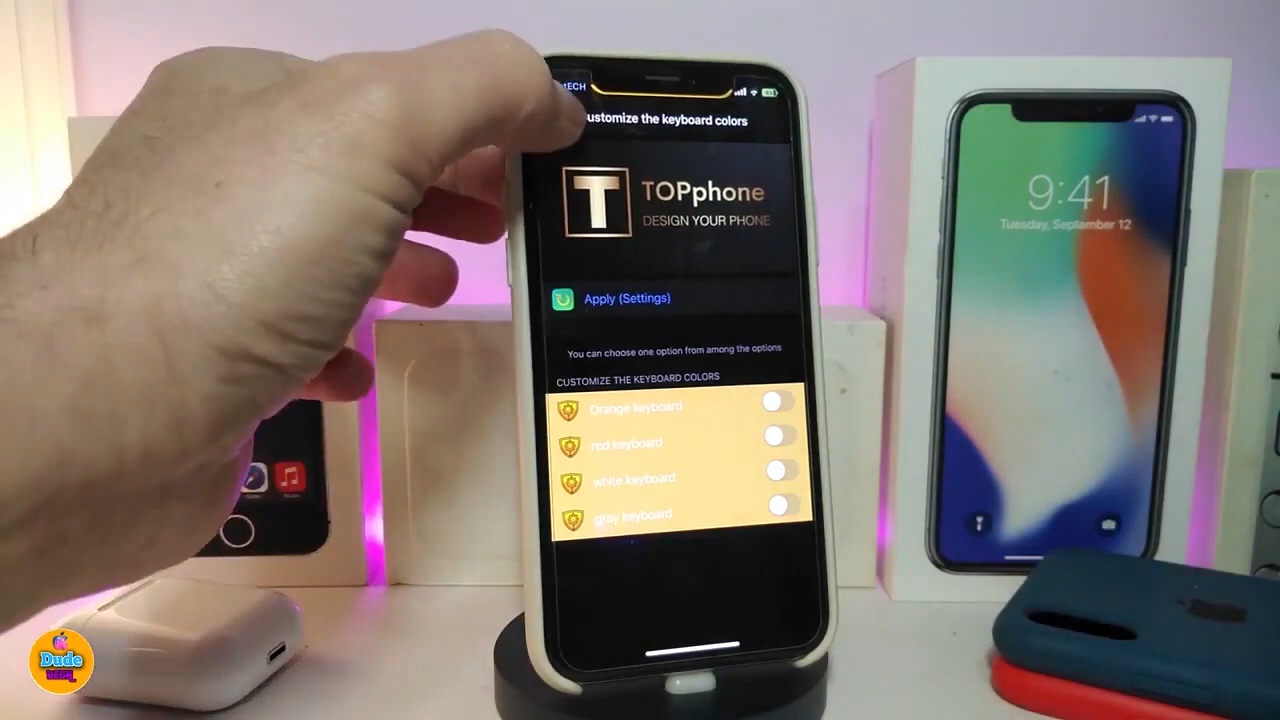 ECH
ustomize the keyboard colors
T
TOPphone
DESIGN YOUR PHONE
Apply (Settings)
You can choose one option from among the options
CUSTOMIZE THE KEYBOARD COLORS
Orange keyboard
red keyboard
white keyboard
gray keyboard
9:41
Tuesday, September 12
Dude